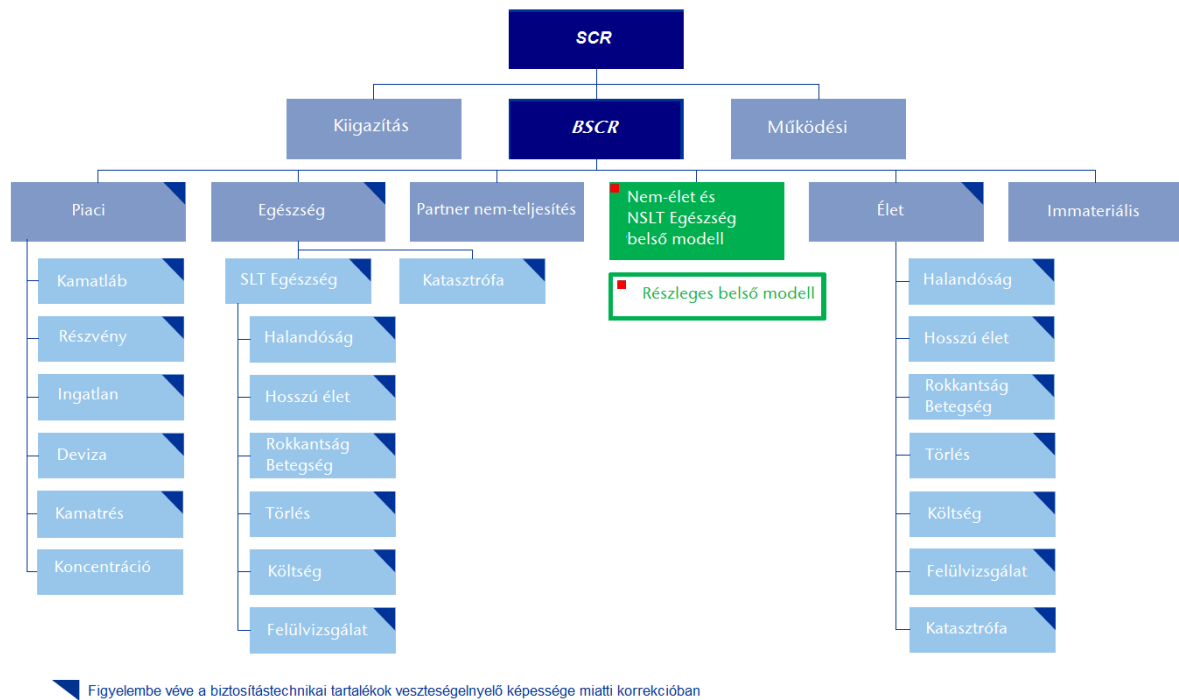 SCR
Kiigazítás
BSCR
Működési
Piaci
Egészség
Partner nem-teljesítés
Nem-élet és
NSLT Egészség
belső modell
Élet
Immateriális
Kamatláb
Részvény
Ingatlan
Deviza
Kamatrés
Koncentráció
SLT Egészség
Katasztrófa
Halandóság
Hosszú élet
Rokkantság
Betegség
Törlés
Költség
Felülvizsgálat
Részleges belső modell
Halandóság
Hosszú élet
Rokkantság
Betegség
Törlés
Költség
Felülvizsgálat
Katasztrófa
Figyelembe véve a biztosítástechnikai tartalékok veszteségelnyelő képessége miatti korrekcióban